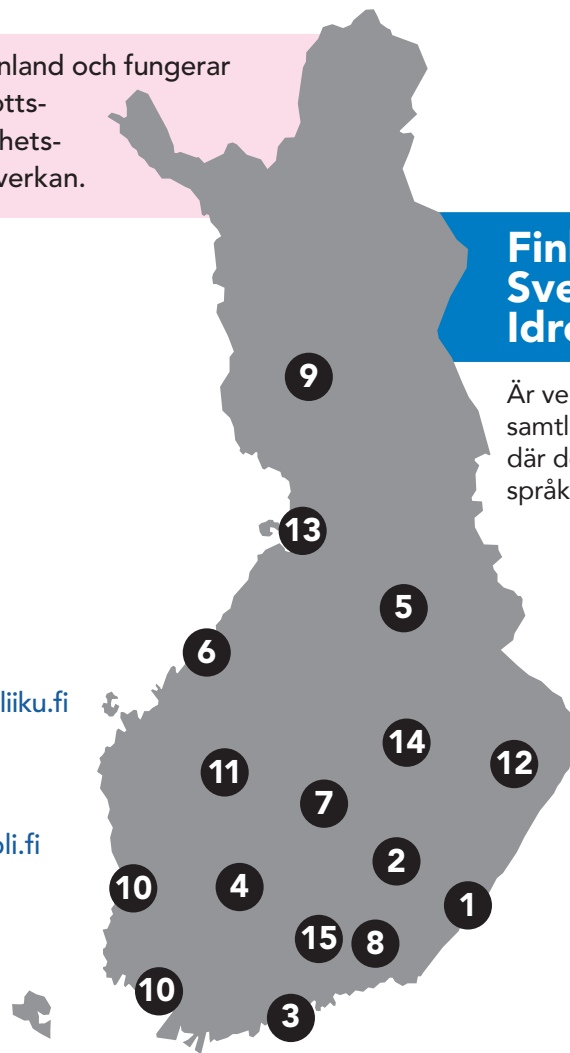 nland och fungerar
otts-
hets-
verkan.
Fin
Sve
Idr
Är ve
samtl
där d
språk
9
13
5
6
liiku.fi
14
12
11
7
2
oli.fi
10
4
1
15
8
10
3